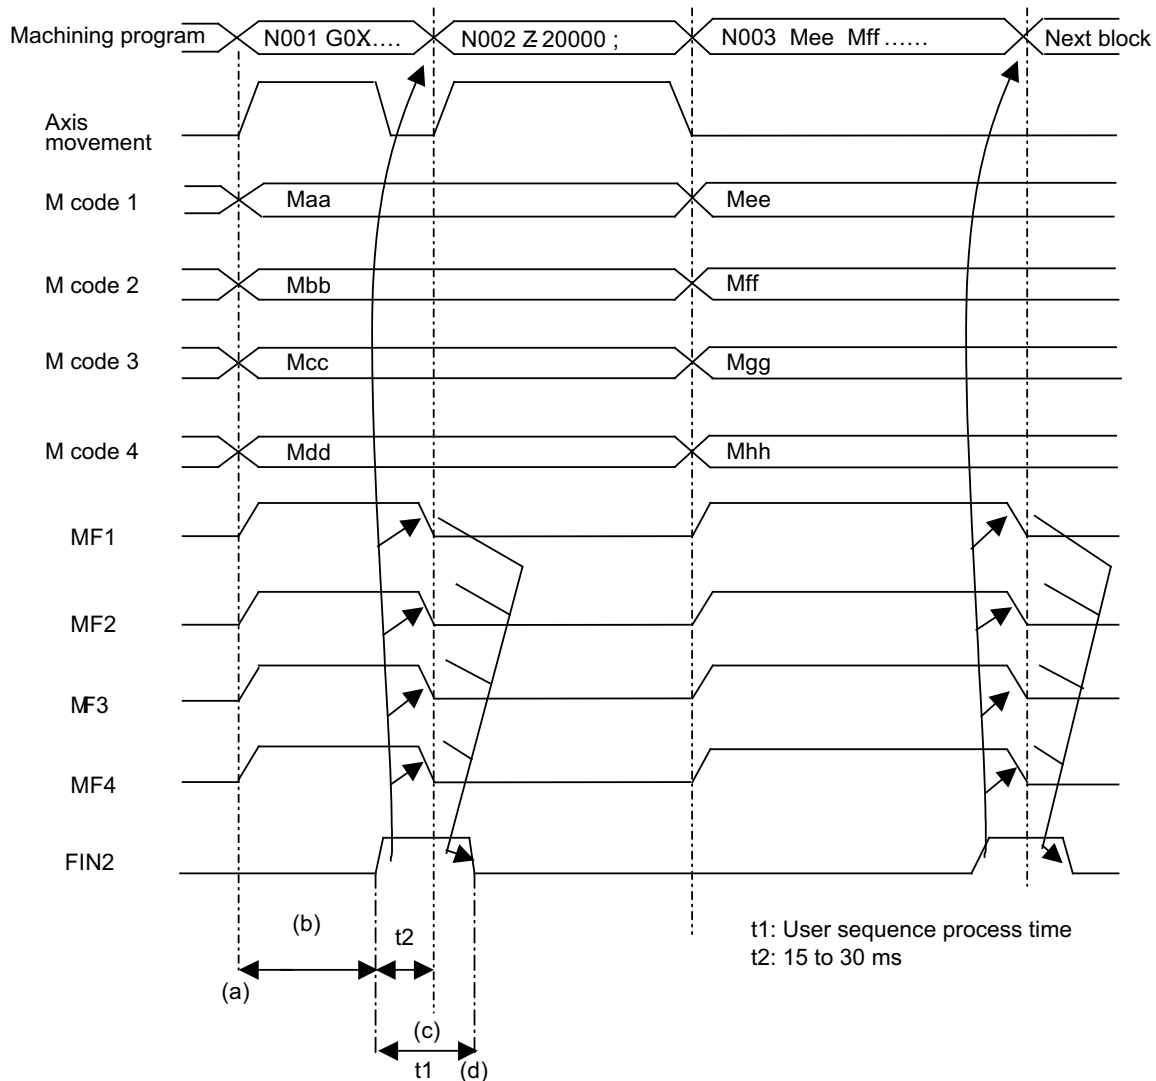 Machining program
N001 G0X....
N002 Z 20000 ;
N003 Mee Mff ......
Next block
Axis
movement
M code 1
Maa
Mee
M code 2
Mbb
Mff
M code 3
Mcc
Mgg
M code 4
Mdd
Mhh
MF1
MF2
MF3
MF4
FIN2
(b)
t2
t1: User sequence process time
t2: 15 to 30 ms
(a)
(c)
t1
(d)